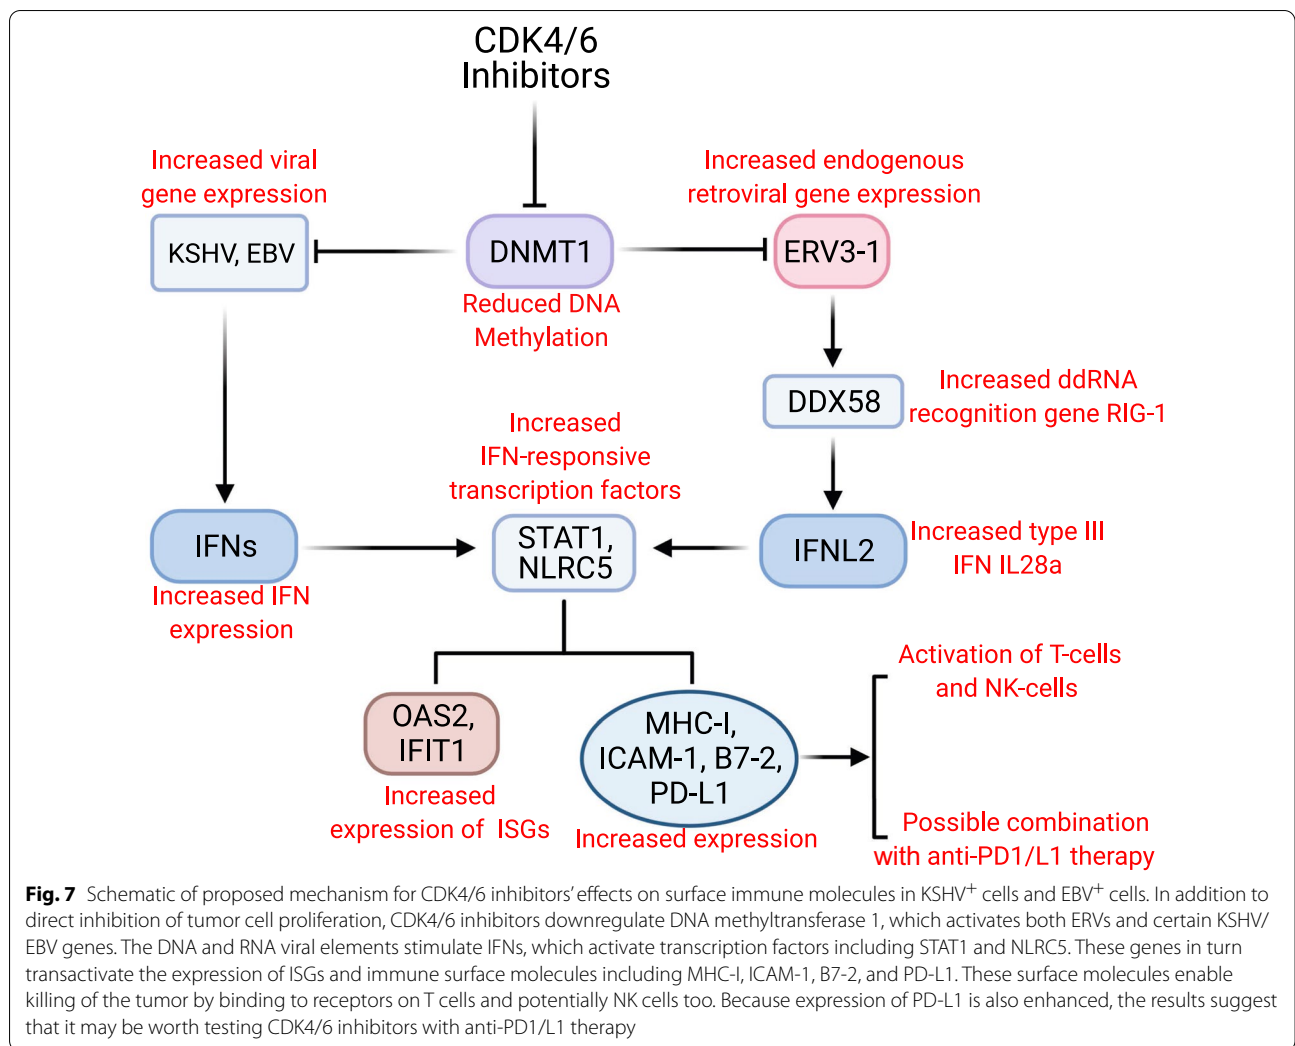 CDK4/6
Inhibitors
Increased viral
gene expression
Increased endogenous
retroviral gene expression
KSHV, EBV
DNMT1
ERV3-1
Reduced DNA
Methylation
DDX58
Increased ddRNA
recognition gene RIG-1
Increased
IFN-responsive
transcription factors
IFNs
STAT1,
NLRC5
IFNL2
Increased type III
IFN IL28a
Increased IFN
expression
OAS2,
IFIT1
MHC-I,
ICAM-1, B7-2,
PD-L1
Activation of T-cells
and NK-cells
Increased
expression of ISGs
Increased expression
Possible combination
with anti-PD1/L1 therapy
Fig. 7 Schematic of proposed mechanism for CDK4/6 inhibitors’ effects on surface immune molecules in KSHV+ cells and EBV+ cells. In addition to
direct inhibition of tumor cell proliferation, CDK4/6 inhibitors downregulate DNA methyltransferase 1, which activates both ERVs and certain KSHV/
EBV genes. The DNA and RNA viral elements stimulate IFNs, which activate transcription factors including STAT1 and NLRC5. These genes in turn
transactivate the expression of ISGs and immune surface molecules including MHC-I, ICAM-1, B7-2, and PD-L1. These surface molecules enable
killing of the tumor by binding to receptors on T cells and potentially NK cells too. Because expression of PD-L1 is also enhanced, the results suggest
that it may be worth testing CDK4/6 inhibitors with anti-PD1/L1 therapy